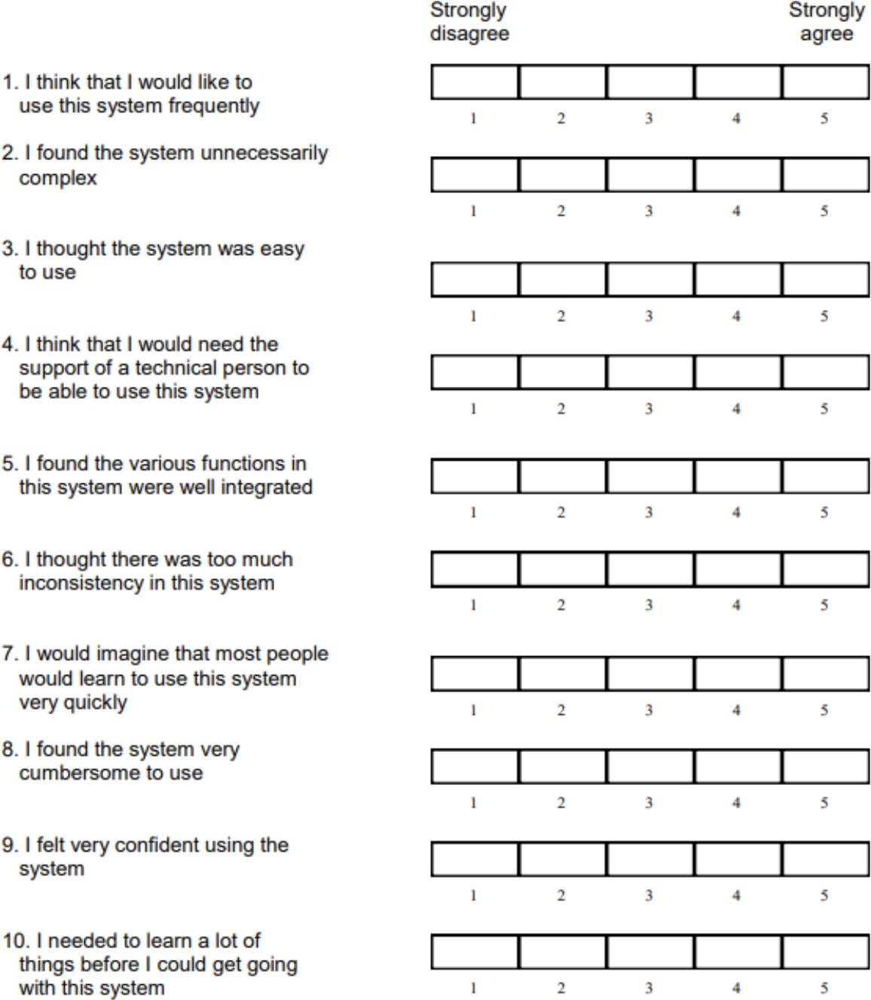 Strongly disagree
Strongly agree
1. I think that I would like to
use this system frequently
1 2 3 4 5
2. I found the system unnecessarily
complex
1 2 3 4 5
3. I thought the system was easy
to use
1 2 3 4 5
4. I think that I would need the
support of a technical person to
be able to use this system
1 2 3 4 5
5. I found the various functions in
this system were well integrated
1 2 3 4 5
6. I thought there was too much
inconsistency in this system
1 2 3 4 5
7. I would imagine that most people
would learn to use this system
very quickly
1 2 3 4 5
8. I found the system very
cumbersome to use
1 2 3 4 5
9. I felt very confident using the
system
1 2 3 4 5
10. I needed to learn a lot of
things before I could get going
with this system
1 2 3 4 5